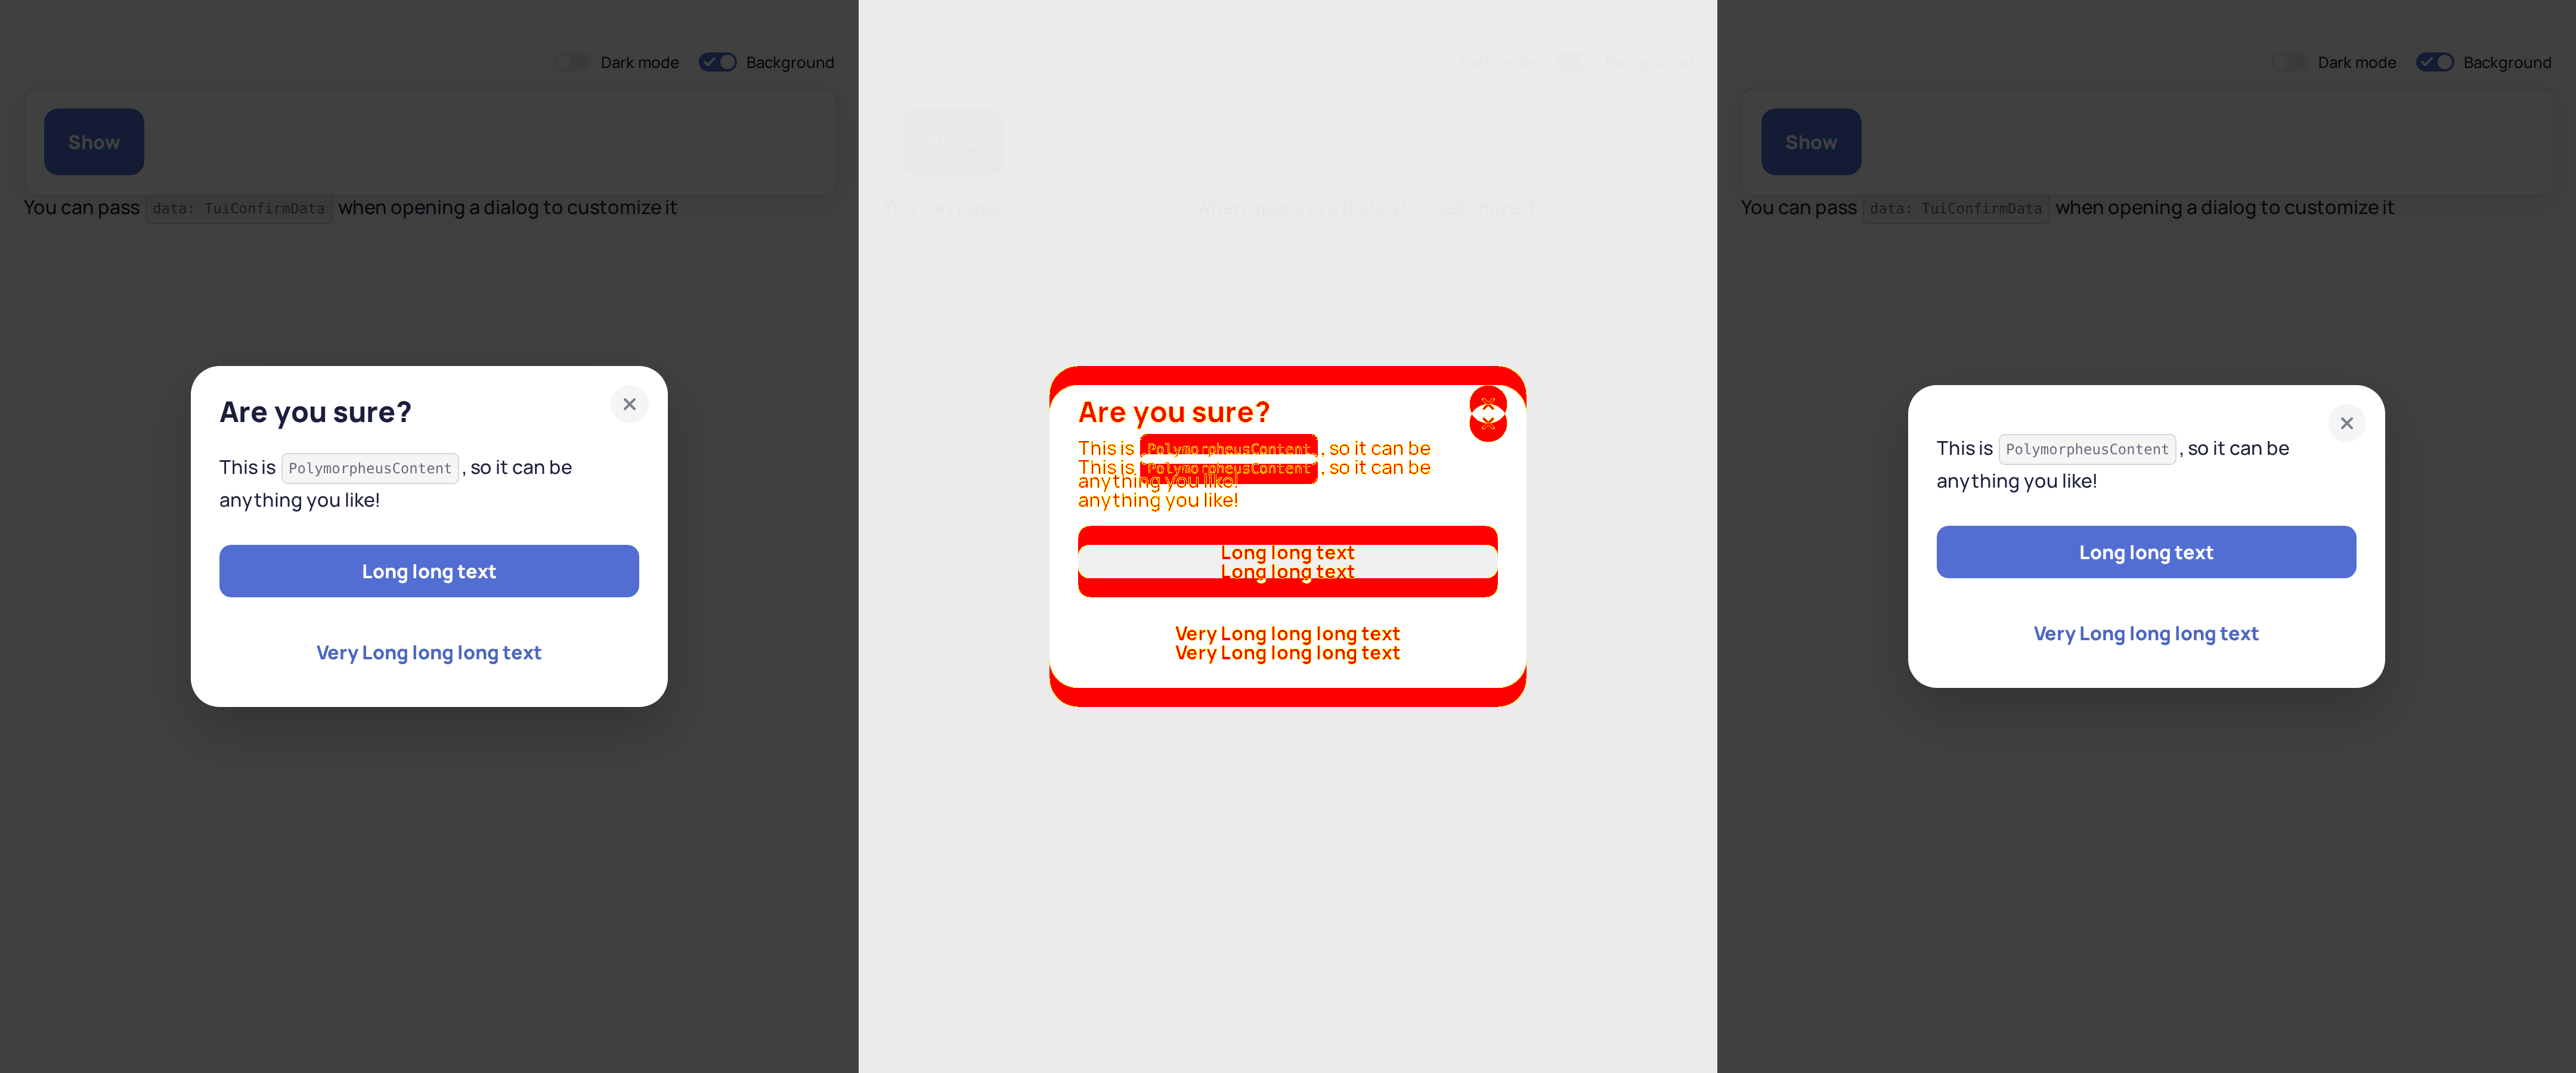 Dark mode
Background
Show
You can pass data: TuiConfirmData when opening a dialog to customize it
Are you sure?
This is PolymorpheusContent, so it can be
anything you like!
Long long text
Very Long long long text
Dark mode
Background
Show
You can pass data: TuiConfirmData when opening a dialog to customize it
Are you sure?
This is PolymorpheusContent, so it can be
This is PolymorpheusContent, so it can be
anything you like!
anything you like!
Long long text
Long long text
Very Long long long text
Very Long long long text
Dark mode
Background
Show
You can pass data: TuiConfirmData when opening a dialog to customize it
This is PolymorpheusContent, so it can be
anything you like!
Long long text
Very Long long long text